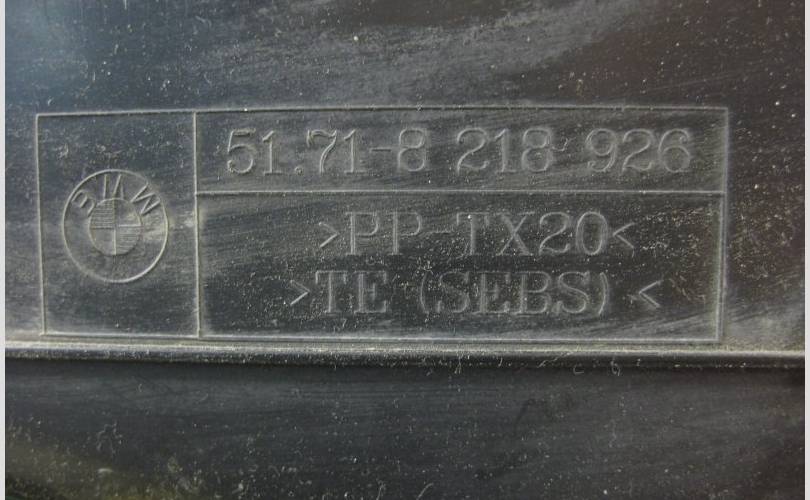 BMW
51.71-8 218 926
>PP-TX20<
>TE (SEBS) <